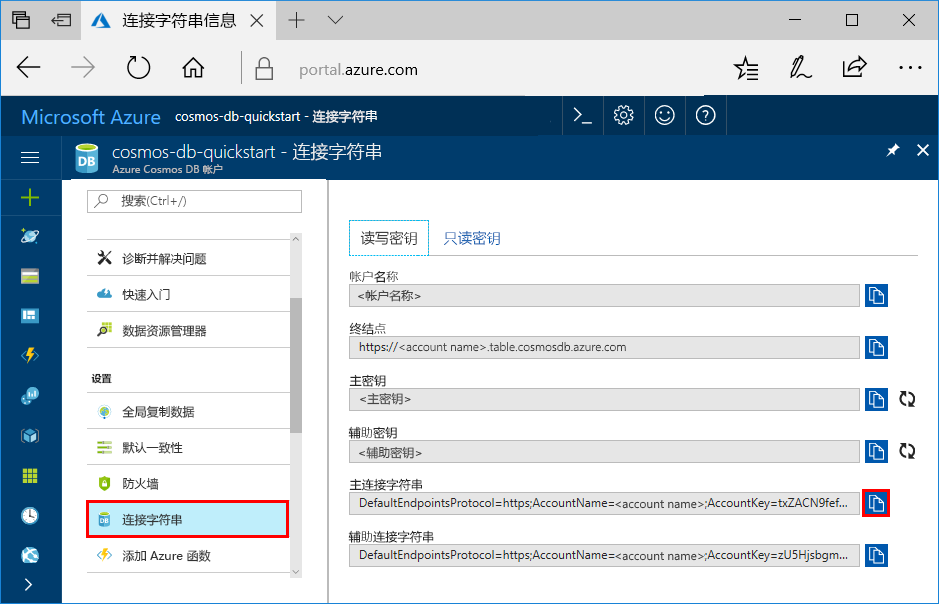 连接字符串信息
portal.azure.com
Microsoft Azure cosmos-db-quickstart - 连接字符串
cosmos-db-quickstart - 连接字符串
Azure Cosmos DB 帐户
搜索(Ctrl+/)
诊断并解决问题
快速入门
数据资源管理器
设置
全局复制数据
默认一致性
防火墙
连接字符串
添加 Azure 函数
读写密钥 只读密钥
帐户名称
<帐户名称>
终结点
https://<account name>.table.cosmosdb.azure.com
主密钥
<主密钥>
辅助密钥
<辅助密钥>
主连接字符串
DefaultEndpointsProtocol=https;AccountName=<account name>;AccountKey=txZACN9fef...
辅助连接字符串
DefaultEndpointsProtocol=https;AccountName=<account name>;AccountKey=zU5Hjsbgm...